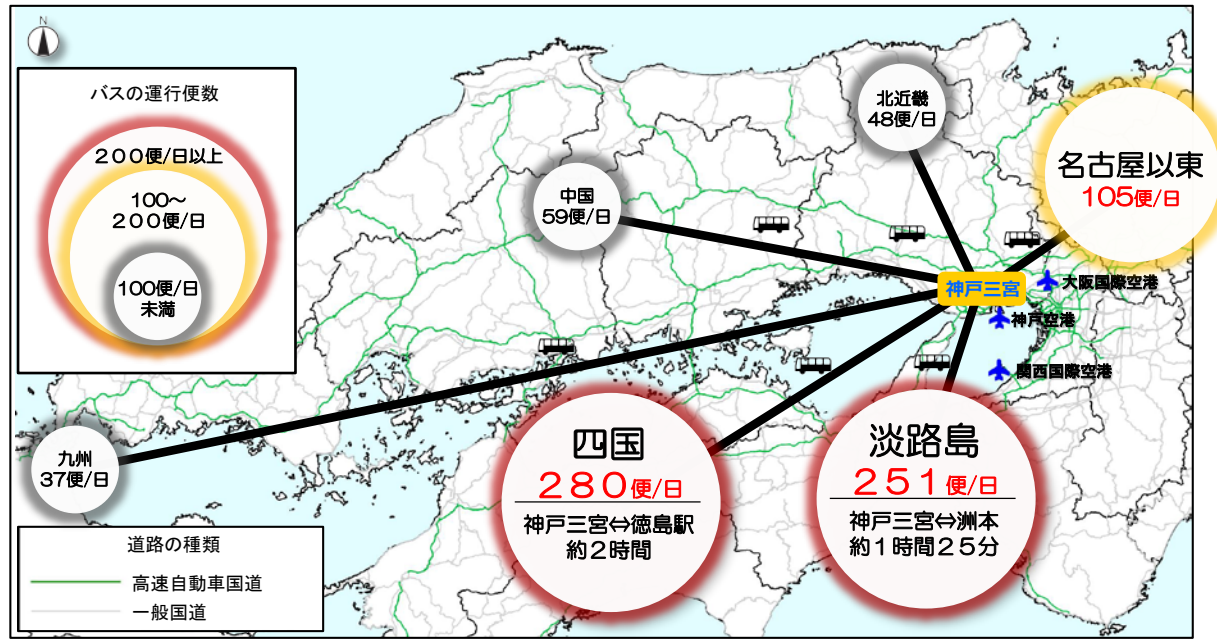 N
バスの運行便数
200便/日以上
100～
200便/日
100便/日
未満
北近畿
48便/日
名古屋以東
105便/日
中国
59便/日
神戸三宮
大阪国際空港
神戸空港
関西国際空港
九州
37便/日
四国
280便/日
神戸三宮⇔徳島駅
約2時間
淡路島
251便/日
神戸三宮⇔洲本
約1時間25分
道路の種類
高速自動車国道
一般国道